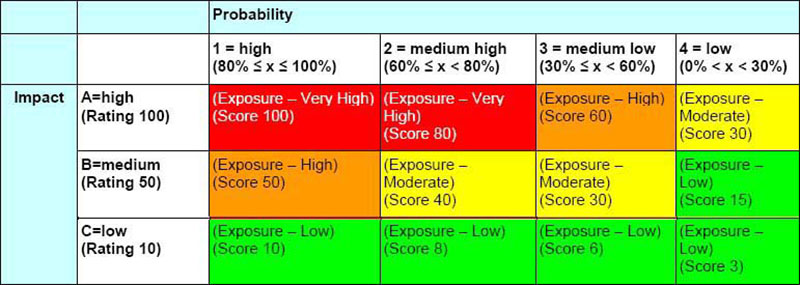 Probability
1 = high
(80% ≤ x ≤ 100%)
2 = medium high
(60% ≤ x < 80%)
3 = medium low
(30% ≤ x < 60%)
4 = low
(0% < x < 30%)
Impact
A=high
(Rating 100)
(Exposure – Very High)
(Score 100)
(Exposure – Very
High)
(Score 80)
(Exposure – High)
(Score 60)
(Exposure –
Moderate)
(Score 30)
B=medium
(Rating 50)
(Exposure – High)
(Score 50)
(Exposure –
Moderate)
(Score 40)
(Exposure –
Moderate)
(Score 30)
(Exposure –
Low)
(Score 15)
C=low
(Rating 10)
(Exposure – Low)
(Score 10)
(Exposure – Low)
(Score 8)
(Exposure – Low)
(Score 6)
(Exposure –
Low)
(Score 3)